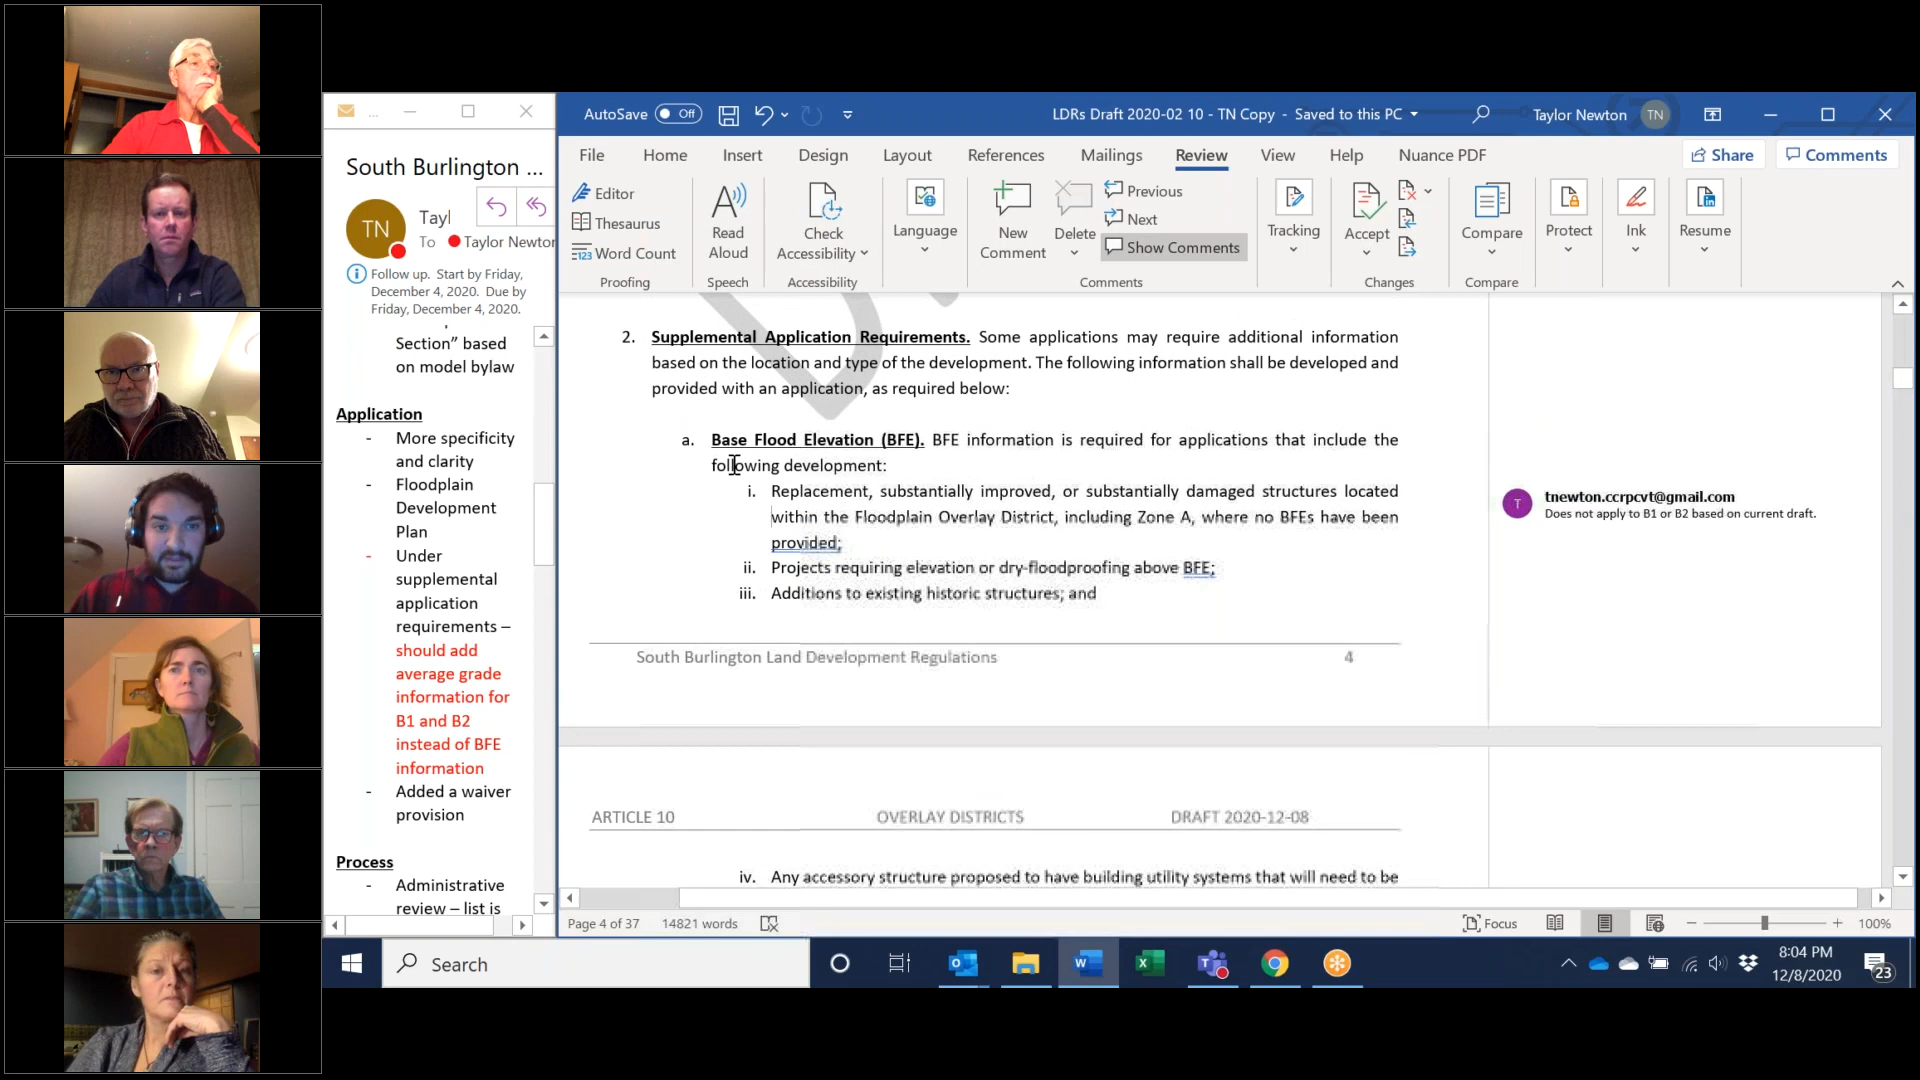 ...
South Burlington ...
TN
Tayl
To Taylor Newton
Follow up. Start by Friday,
December 4, 2020. Due by
Friday, December 4, 2020.
Section” based
on model bylaw
Application
- More specificity
and clarity
- Floodplain
Development
Plan
- Under
supplemental
application
requirements –
should add
average grade
information for
B1 and B2
instead of BFE
information
- Added a waiver
provision
Process
- Administrative
review – list is
AutoSave Off
LDRs Draft 2020-02 10 - TN Copy - Saved to this PC
Taylor Newton TN
File Home Insert Design Layout References Mailings Review View Help Nuance PDF Share Comments
Editor
Thesaurus
123 Word Count
Proofing
Read
Aloud
Speech
Check
Accessibility
Accessibility
Language
New
Comment
Delete
Previous
Next
Show Comments
Comments
Tracking
Accept
Changes
Compare
Compare
Protect
Ink
Resume
2. Supplemental Application Requirements. Some applications may require additional information
based on the location and type of the development. The following information shall be developed and
provided with an application, as required below:
a. Base Flood Elevation (BFE). BFE information is required for applications that include the
following development:
i. Replacement, substantially improved, or substantially damaged structures located
within the Floodplain Overlay District, including Zone A, where no BFEs have been
provided;
ii. Projects requiring elevation or dry-floodproofing above BFE;
iii. Additions to existing historic structures; and
South Burlington Land Development Regulations 4
T tnewton.ccrpcvt@gmail.com
Does not apply to B1 or B2 based on current draft.
ARTICLE 10 OVERLAY DISTRICTS DRAFT 2020-12-08
iv. Any accessory structure proposed to have building utility systems that will need to be
Page 4 of 37 14821 words Focus 100%
Search
8:04 PM
12/8/2020
23